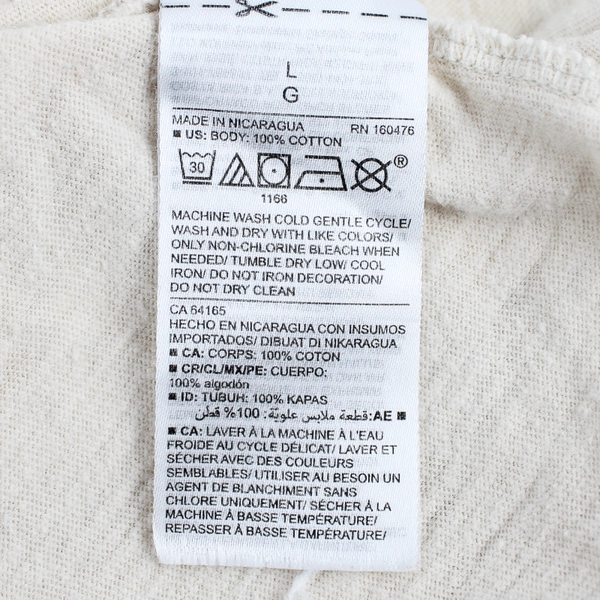 L
G
MADE IN NICARAGUA RN 160476
US: BODY: 100% COTTON
30
®
1166
MACHINE WASH COLD GENTLE CYCLE/
WASH AND DRY WITH LIKE COLORS/
ONLY NON-CHLORINE BLEACH WHEN
NEEDED/ TUMBLE DRY LOW/ COOL
IRON/ DO NOT IRON DECORATION/
DO NOT DRY CLEAN
CA 64165
HECHO EN NICARAGUA CON INSUMOS
IMPORTADOS/ DIBUAT DI NIKARAGUA
CA: CORPS: 100% COTON
CR/CL/MX/PE: CUERPO:
100% algodón
ID: TUBUH: 100% KAPAS
AE: قطعة ملابس علويّة: 100% قطن
CA: LAVER À LA MACHINE À L'EAU
FROIDE AU CYCLE DÉLICAT/ LAVER ET
SÉCHER AVEC DES COULEURS
SEMBLABLES/ UTILISER AU BESOIN UN
AGENT DE BLANCHIMENT SANS
CHLORE UNIQUEMENT/ SÉCHER À LA
MACHINE À BASSE TEMPÉRATURE/
REPASSER À BASSE TEMPÉRATURE/